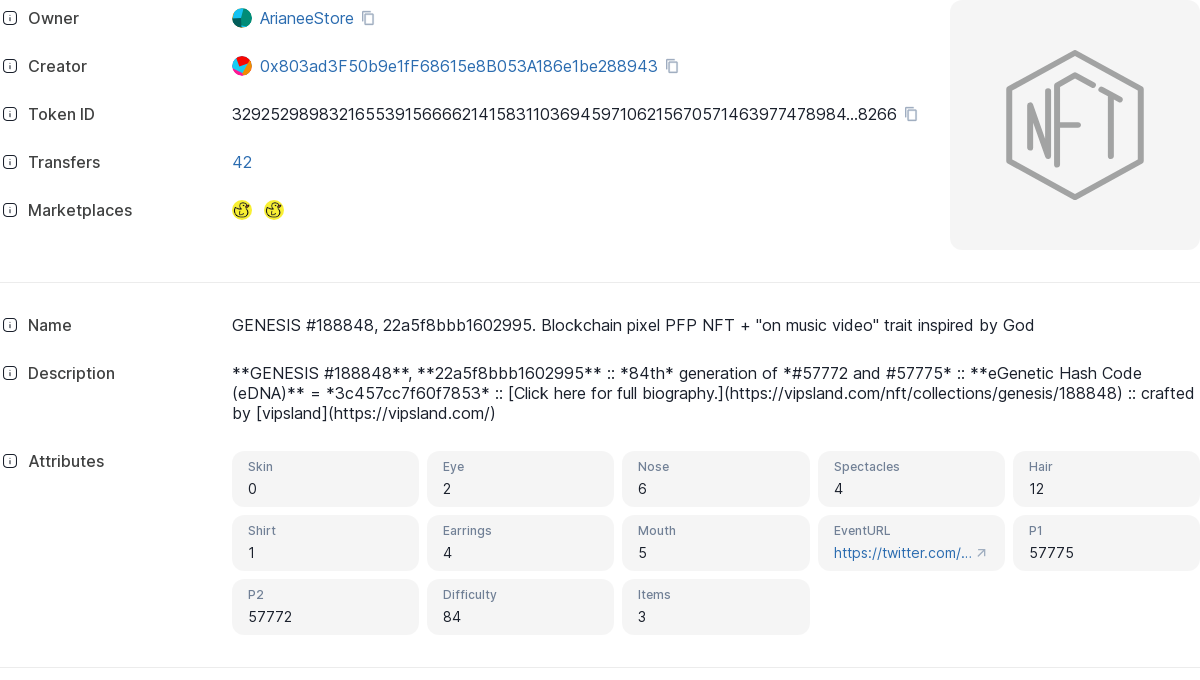 Owner
ArianeeStore
Creator
0x803ad3F50b9e1fF68615e8B053A186e1be288943
Token ID
32925298983216553915666621415831103694597106215670571463977478984...8266
Transfers
42
Marketplaces
NFT
Name
GENESIS #188848, 22a5f8bbb1602995. Blockchain pixel PFP NFT + "on music video" trait inspired by God
Description
**GENESIS #188848**, **22a5f8bbb1602995** :: *84th* generation of *#57772 and #57775* :: **eGenetic Hash Code
(eDNA)** = *3c457cc7f60f7853* :: [Click here for full biography.](https://vipsland.com/nft/collections/genesis/188848) :: crafted
by [vipsland](https://vipsland.com/)
Attributes
Skin
0
Eye
2
Nose
6
Spectacles
4
Hair
12
Shirt
1
Earrings
4
Mouth
5
EventURL
https://twitter.com/...
P1
57775
P2
57772
Difficulty
84
Items
3